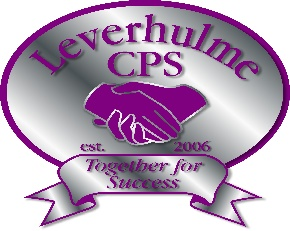 Leverhulme
CPS
est. 2006
Together for
Success